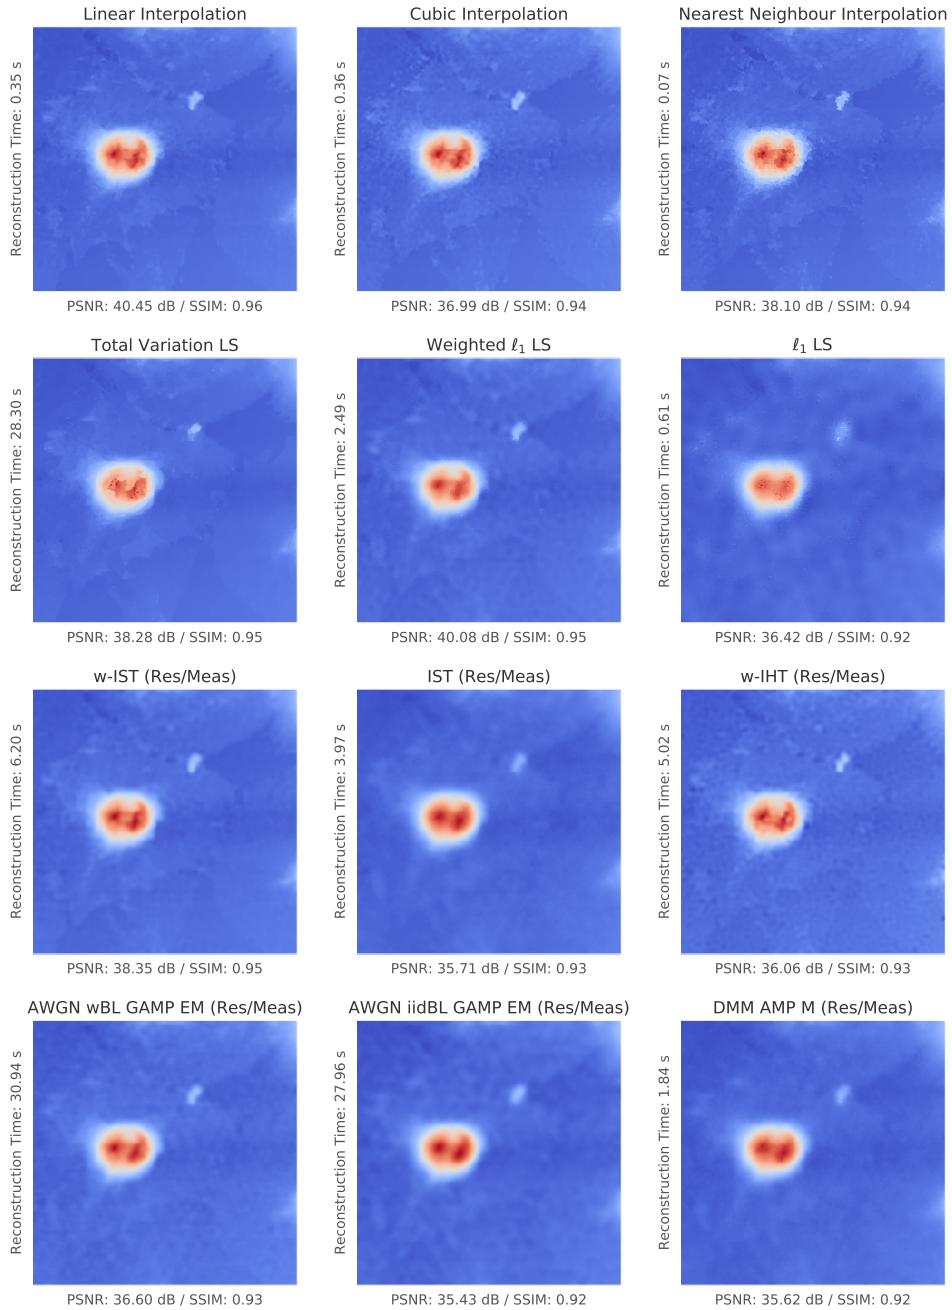 Linear Interpolation
Cubic Interpolation
Nearest Neighbour Interpolation
Reconstruction Time: 0.35 s
Reconstruction Time: 0.36 s
Reconstruction Time: 0.07 s
PSNR: 40.45 dB / SSIM: 0.96
PSNR: 36.99 dB / SSIM: 0.94
PSNR: 38.10 dB / SSIM: 0.94
Total Variation LS
Weighted ℓ₁ LS
ℓ₁ LS
Reconstruction Time: 28.30 s
Reconstruction Time: 2.49 s
Reconstruction Time: 0.61 s
PSNR: 38.28 dB / SSIM: 0.95
PSNR: 40.08 dB / SSIM: 0.95
PSNR: 36.42 dB / SSIM: 0.92
w-IST (Res/Meas)
IST (Res/Meas)
w-IHT (Res/Meas)
Reconstruction Time: 6.20 s
Reconstruction Time: 3.97 s
Reconstruction Time: 5.02 s
PSNR: 38.35 dB / SSIM: 0.95
PSNR: 35.71 dB / SSIM: 0.93
PSNR: 36.06 dB / SSIM: 0.93
AWGN wBL GAMP EM (Res/Meas)
AWGN iidBL GAMP EM (Res/Meas)
DMM AMP M (Res/Meas)
Reconstruction Time: 30.94 s
Reconstruction Time: 27.96 s
Reconstruction Time: 1.84 s
PSNR: 36.60 dB / SSIM: 0.93
PSNR: 35.43 dB / SSIM: 0.92
PSNR: 35.62 dB / SSIM: 0.92